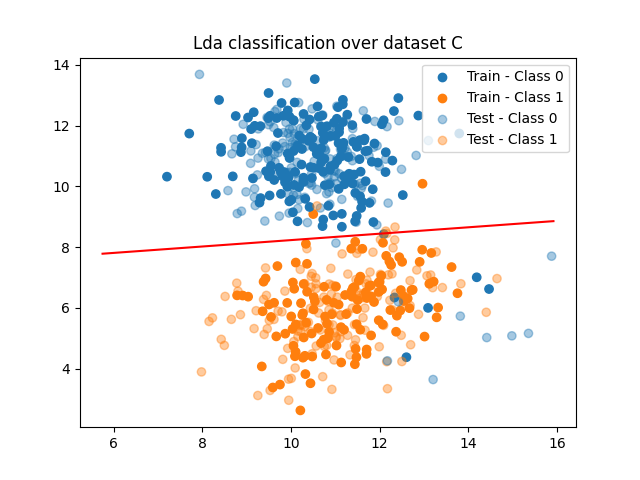 Lda classification over dataset C
Train - Class 0
Train - Class 1
Test - Class 0
Test - Class 1
14
12
10
8
6
4
6 8 10 12 14 16